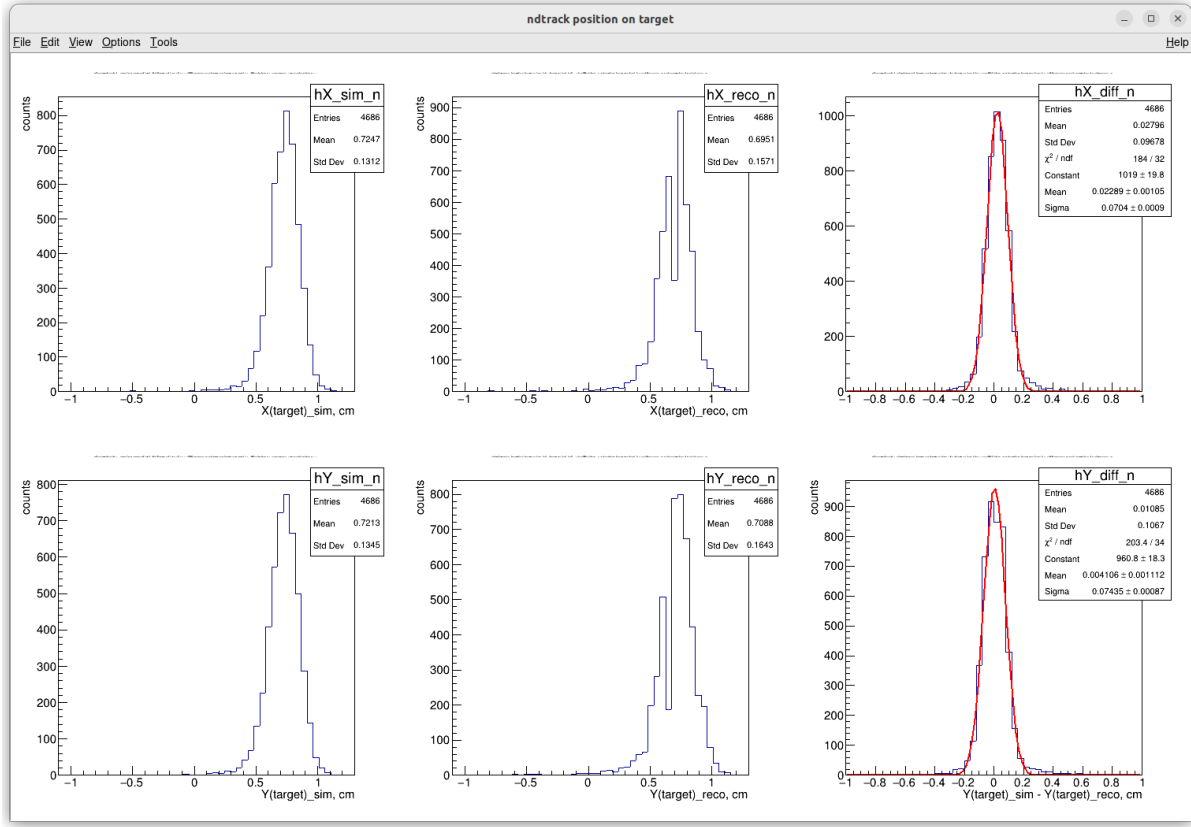 ndtrack position on target
File Edit View Options Tools Help
hX_sim_n
Entries 4686
Mean 0.7247
Std Dev 0.1312
counts
800
700
600
500
400
300
200
100
0
−1 −0.5 0 0.5 1
X(target)_sim, cm
hX_reco_n
Entries 4686
Mean 0.6951
Std Dev 0.1571
counts
900
800
700
600
500
400
300
200
100
0
−1 −0.5 0 0.5 1
X(target)_reco, cm
hX_diff_n
Entries 4686
Mean 0.02796
Std Dev 0.09678
χ² / ndf 184 / 32
Constant 1019 ± 19.8
Mean 0.02289 ± 0.00105
Sigma 0.0704 ± 0.0009
1000
800
600
400
200
0
−1 −0.8 −0.6 −0.4 −0.2 0 0.2 0.4 0.6 0.8 1
hY_sim_n
Entries 4686
Mean 0.7213
Std Dev 0.1345
counts
800
700
600
500
400
300
200
100
0
−1 −0.5 0 0.5 1
Y(target)_sim, cm
hY_reco_n
Entries 4686
Mean 0.7088
Std Dev 0.1643
counts
800
700
600
500
400
300
200
100
0
−1 −0.5 0 0.5 1
Y(target)_reco, cm
hY_diff_n
Entries 4686
Mean 0.01085
Std Dev 0.1067
χ² / ndf 203.4 / 34
Constant 960.8 ± 18.3
Mean 0.004106 ± 0.001112
Sigma 0.07435 ± 0.00087
counts
900
800
700
600
500
400
300
200
100
0
−1 −0.8 −0.6 −0.4 −0.2 0 0.2 0.4 0.6 0.8 1
Y(target)_sim - Y(target)_reco, cm